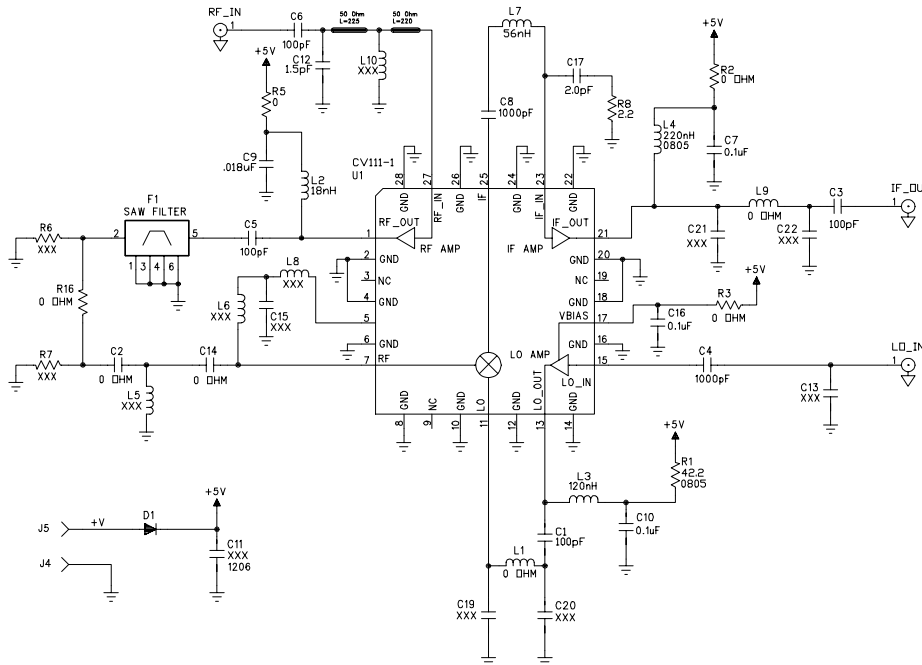 RF_IN
1
C6
100pF
50 Ohm
L=225
50 Ohm
L=220
C12
1.5pF
L10
XXX
L7
56nH
C17
2.0pF
R8
2.2
C8
1000pF
+5V
R5
0
C9
.018uF
L2
18nH
+5V
R2
0 OHM
L4
220nH
0805
C7
0.1uF
CV111-1
U1
28
GND
27
RF_IN
26
GND
25
IF
24
GND
23
IF_IN
22
GND
F1
SAW FILTER
2
5
1
3
4
6
R6
XXX
C5
100pF
1
RF_OUT
RF AMP
IF_OUT
IF AMP
21
L9
0 OHM
C3
100pF
IF_OU
1
C21
XXX
C22
XXX
2
GND
3
NC
4
GND
5
6
GND
7
RF
20
GND
19
NC
18
GND
17
VBIAS
16
GND
15
LO_IN
LO AMP
L8
XXX
L6
XXX
C15
XXX
R16
0 OHM
R7
XXX
C2
0 OHM
C14
0 OHM
L5
XXX
+5V
R3
0 OHM
C16
0.1uF
C4
1000pF
LO_IN
1
C13
XXX
8
GND
9
NC
10
GND
11
LO
12
GND
13
LO_OUT
14
GND
+5V
R1
42.2
0805
L3
120nH
C10
0.1uF
C1
100pF
L1
0 OHM
C19
XXX
C20
XXX
J5
+V
D1
+5V
C11
XXX
1206
J4